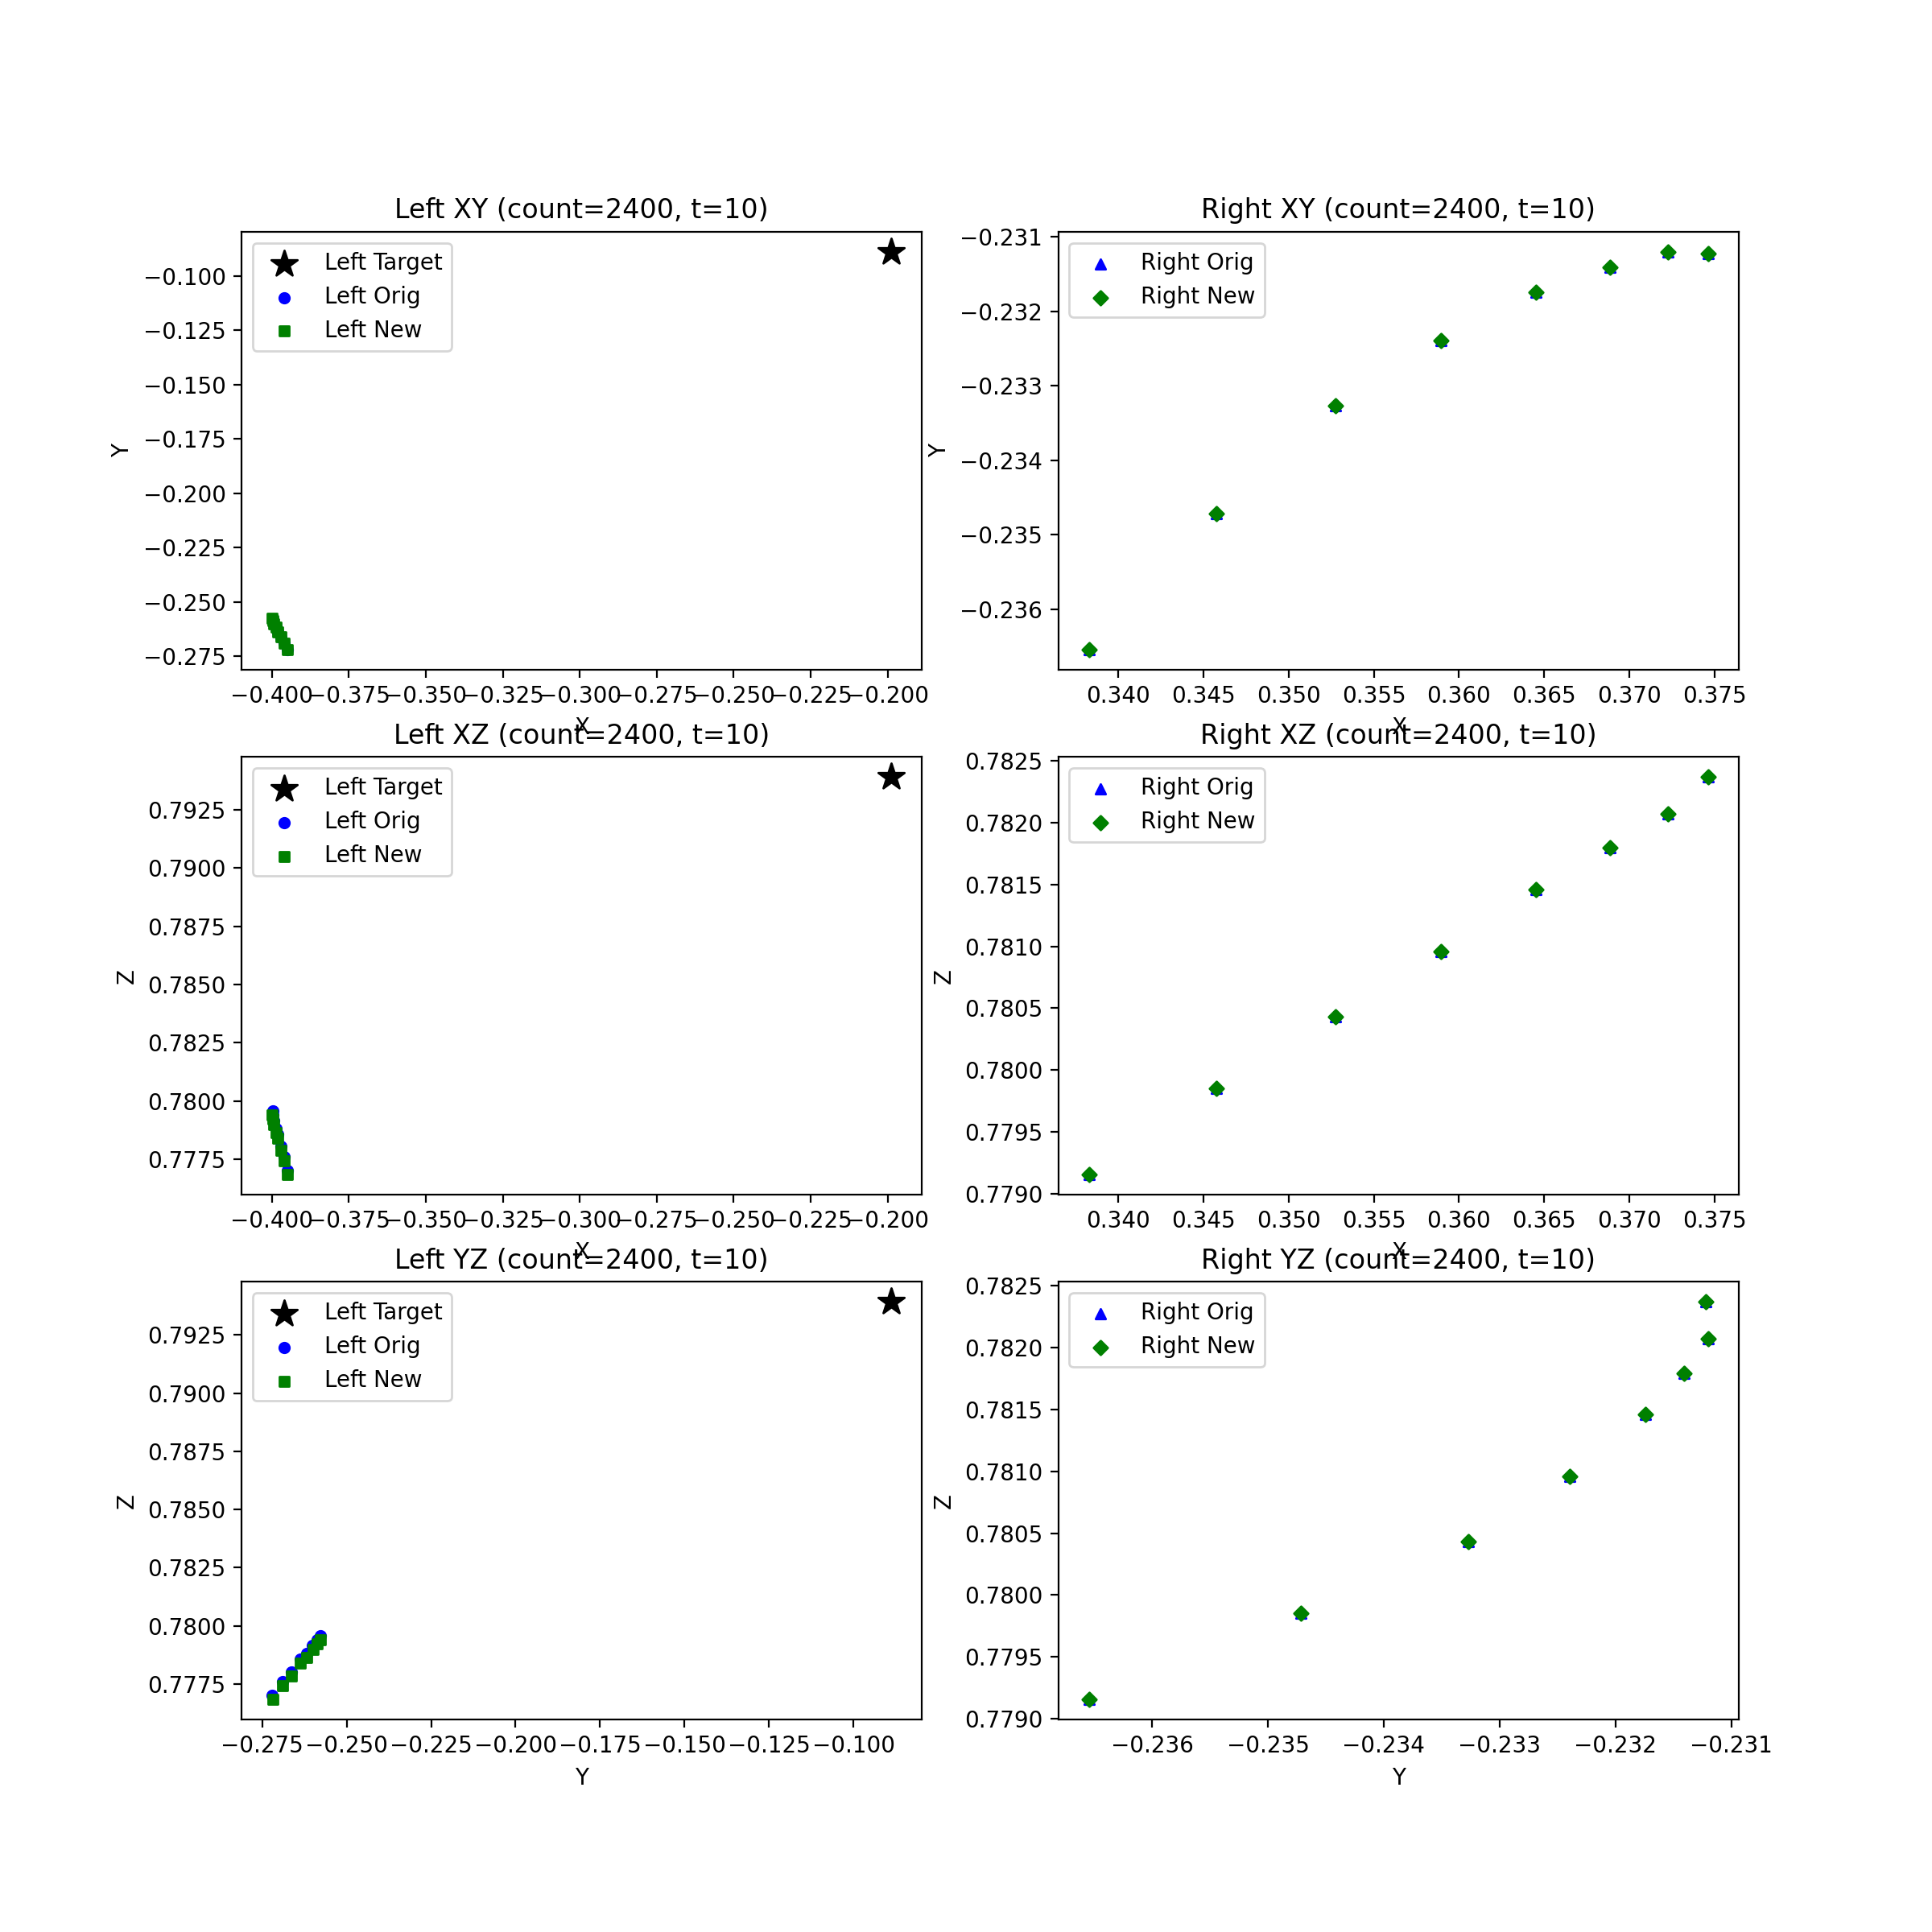 Left XY (count=2400, t=10)
Left Target
Left Orig
Left New
Y
−0.100
−0.125
−0.150
−0.175
−0.200
−0.225
−0.250
−0.275
−0.400 −0.375 −0.350 −0.325 −0.300 −0.275 −0.250 −0.225 −0.200
X
Right XY (count=2400, t=10)
Right Orig
Right New
Y
−0.231
−0.232
−0.233
−0.234
−0.235
−0.236
0.340 0.345 0.350 0.355 0.360 0.365 0.370 0.375
X
Left XZ (count=2400, t=10)
Left Target
Left Orig
Left New
Z
0.7925
0.7900
0.7875
0.7850
0.7825
0.7800
0.7775
−0.400 −0.375 −0.350 −0.325 −0.300 −0.275 −0.250 −0.225 −0.200
X
Right XZ (count=2400, t=10)
Right Orig
Right New
Z
0.7825
0.7820
0.7815
0.7810
0.7805
0.7800
0.7795
0.7790
0.340 0.345 0.350 0.355 0.360 0.365 0.370 0.375
X
Left YZ (count=2400, t=10)
Left Target
Left Orig
Left New
Z
0.7925
0.7900
0.7875
0.7850
0.7825
0.7800
0.7775
−0.275 −0.250 −0.225 −0.200 −0.175 −0.150 −0.125 −0.100
Y
Right YZ (count=2400, t=10)
Right Orig
Right New
Z
0.7825
0.7820
0.7815
0.7810
0.7805
0.7800
0.7795
0.7790
−0.236 −0.235 −0.234 −0.233 −0.232 −0.231
Y